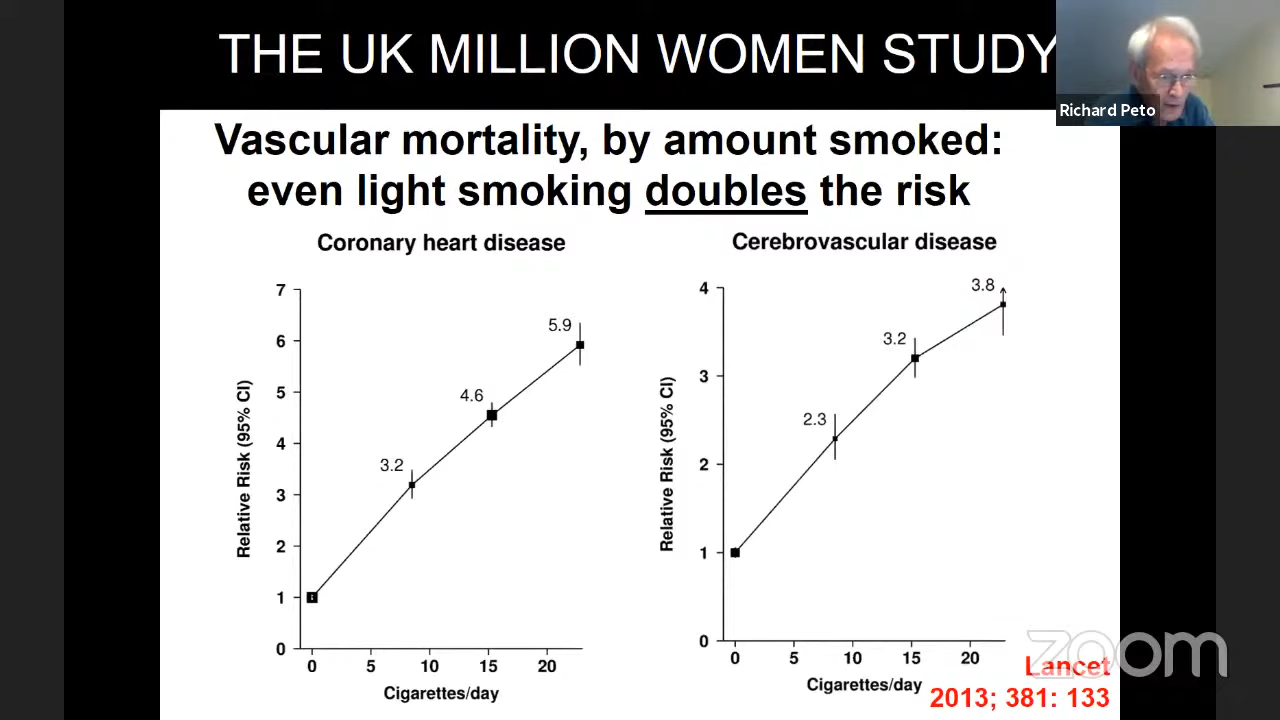 THE UK MILLION WOMEN STUDY
Richard Peto
Vascular mortality, by amount smoked:
even light smoking doubles the risk
Coronary heart disease
7
6
5
4
3
2
1
0
Relative Risk (95% CI)
3.2
4.6
5.9
0 5 10 15 20
Cigarettes/day
Cerebrovascular disease
4
3
2
1
0
Relative Risk (95% CI)
2.3
3.2
3.8
0 5 10 15 20
Cigarettes/day
zoom
Lancet
2013; 381: 133